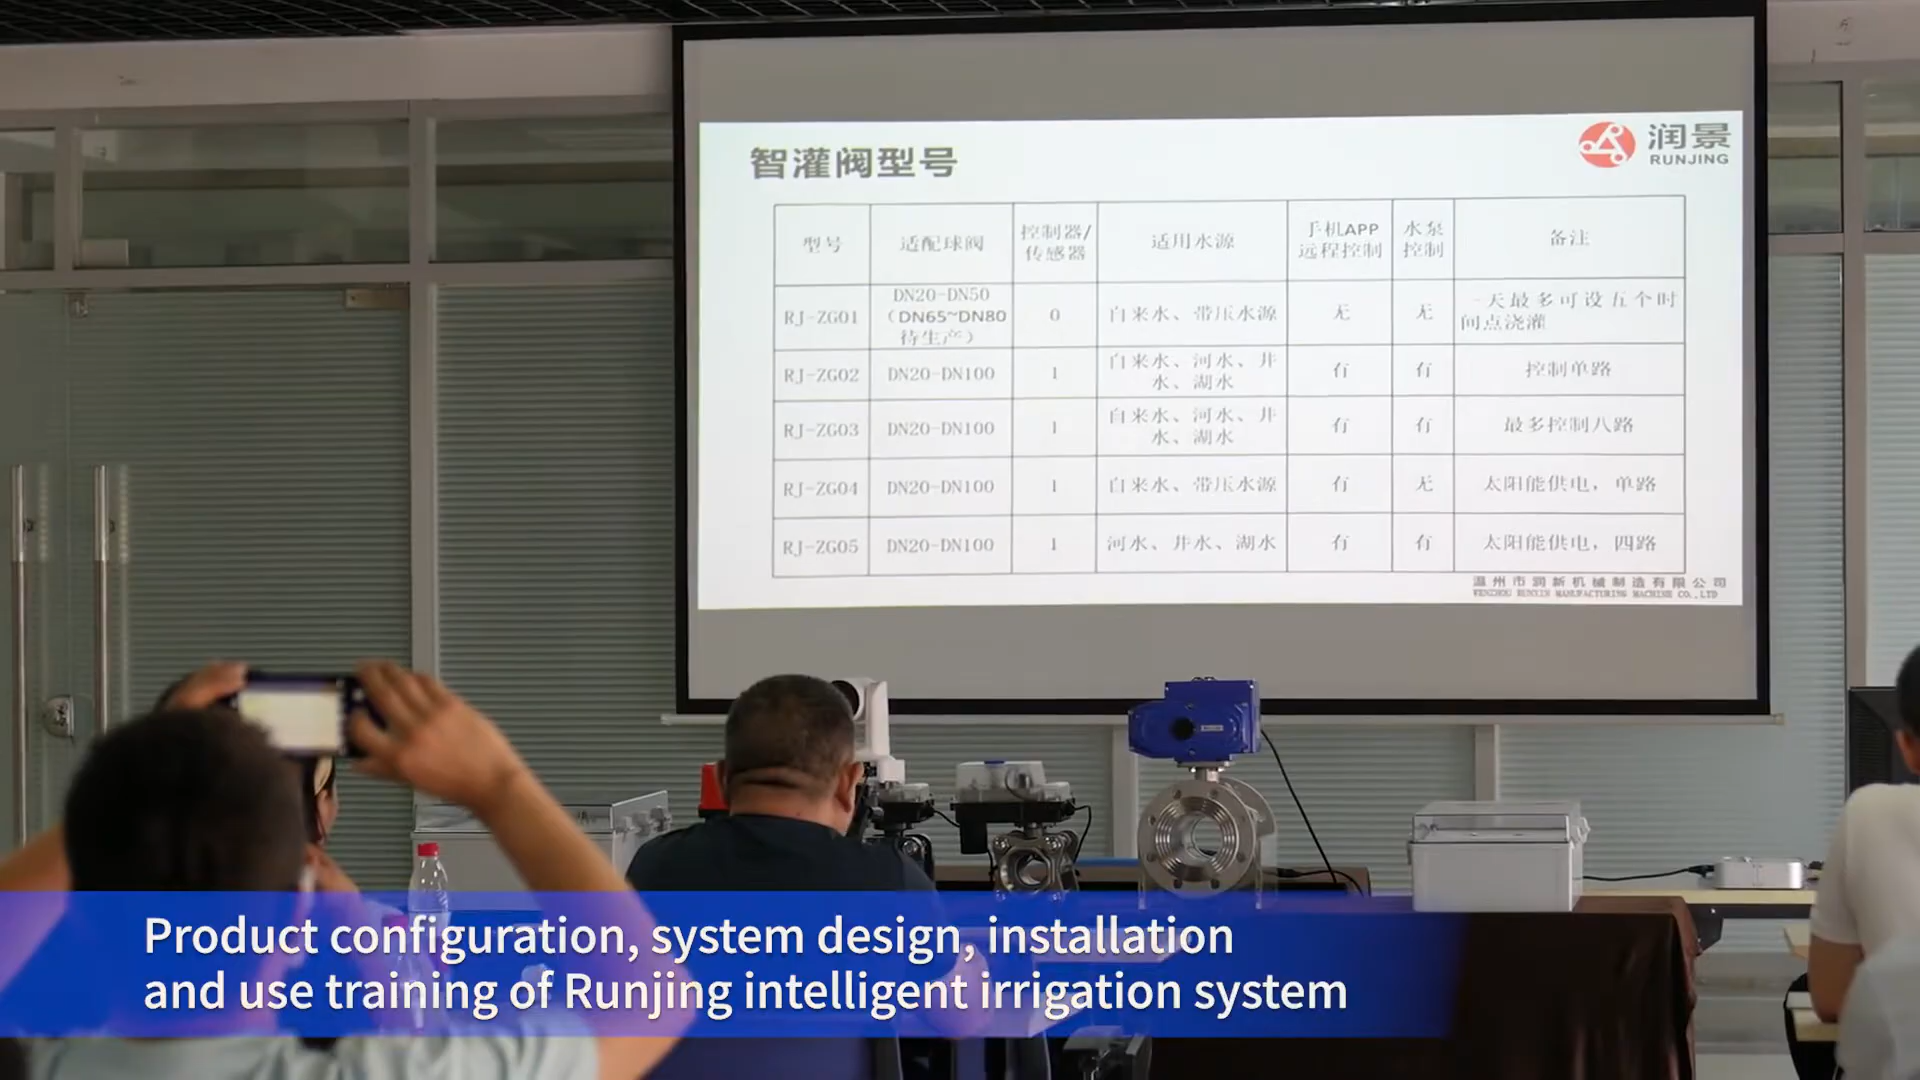 智灌阀型号
润景
RUNJING
型号
适配球阀
控制器/
传感器
适用水源
手机APP
远程控制
水泵
控制
备注
RJ-ZG01
DN20-DN50
(DN65~DN80
待生产)
0
自来水、带压水源
无
无
一天最多可设五个时
间点浇灌
RJ-ZG02
DN20-DN100
1
自来水、河水、井
水、湖水
有
有
控制单路
RJ-ZG03
DN20-DN100
1
自来水、河水、井
水、湖水
有
有
最多控制八路
RJ-ZG04
DN20-DN100
1
自来水、带压水源
有
无
太阳能供电，单路
RJ-ZG05
DN20-DN100
1
河水、井水、湖水
有
有
太阳能供电，四路
温州市润新机械制造有限公司
WENZHOU RUNXIN MANUFACTURING MACHINE CO.,LTD
Product configuration, system design, installation
and use training of Runjing intelligent irrigation system